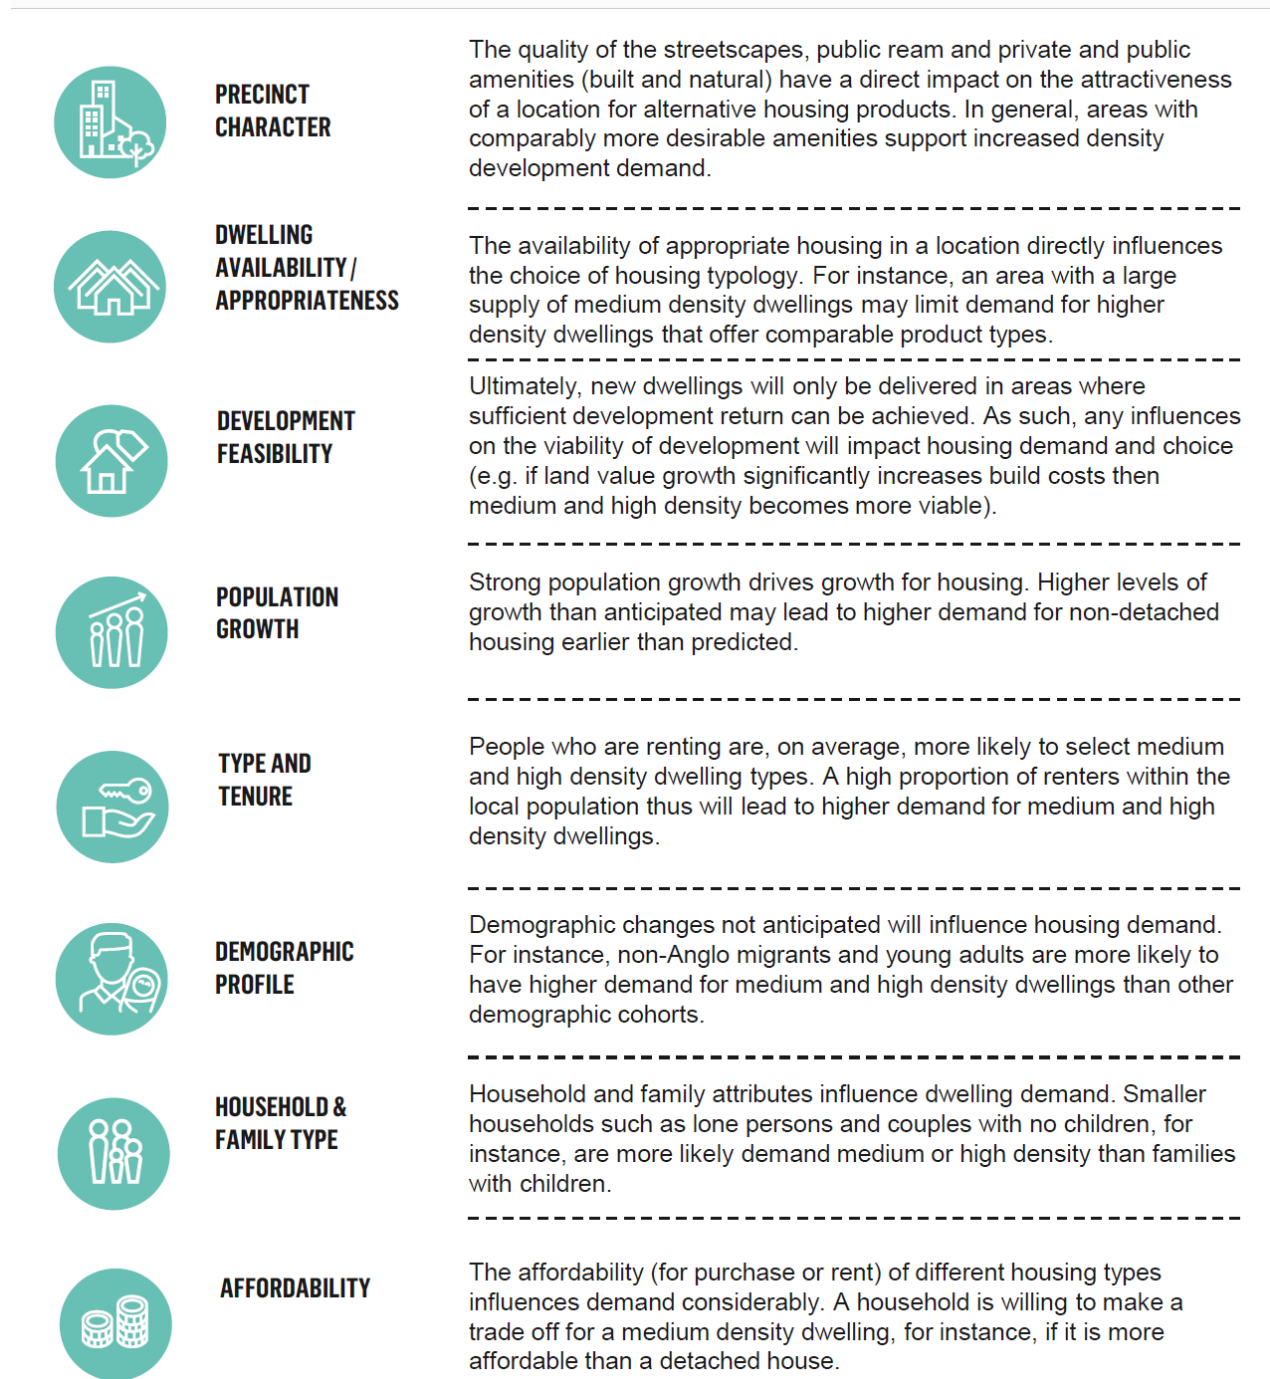 PRECINCT
CHARACTER
The quality of the streetscapes, public ream and private and public
amenities (built and natural) have a direct impact on the attractiveness
of a location for alternative housing products. In general, areas with
comparably more desirable amenities support increased density
development demand.
DWELLING
AVAILABILITY /
APPROPRIATENESS
The availability of appropriate housing in a location directly influences
the choice of housing typology. For instance, an area with a large
supply of medium density dwellings may limit demand for higher
density dwellings that offer comparable product types.
DEVELOPMENT
FEASIBILITY
Ultimately, new dwellings will only be delivered in areas where
sufficient development return can be achieved. As such, any influences
on the viability of development will impact housing demand and choice
(e.g. if land value growth significantly increases build costs then
medium and high density becomes more viable).
POPULATION
GROWTH
Strong population growth drives growth for housing. Higher levels of
growth than anticipated may lead to higher demand for non-detached
housing earlier than predicted.
TYPE AND
TENURE
People who are renting are, on average, more likely to select medium
and high density dwelling types. A high proportion of renters within the
local population thus will lead to higher demand for medium and high
density dwellings.
DEMOGRAPHIC
PROFILE
Demographic changes not anticipated will influence housing demand.
For instance, non-Anglo migrants and young adults are more likely to
have higher demand for medium and high density dwellings than other
demographic cohorts.
HOUSEHOLD &
FAMILY TYPE
Household and family attributes influence dwelling demand. Smaller
households such as lone persons and couples with no children, for
instance, are more likely demand medium or high density than families
with children.
AFFORDABILITY
The affordability (for purchase or rent) of different housing types
influences demand considerably. A household is willing to make a
trade off for a medium density dwelling, for instance, if it is more
affordable than a detached house.